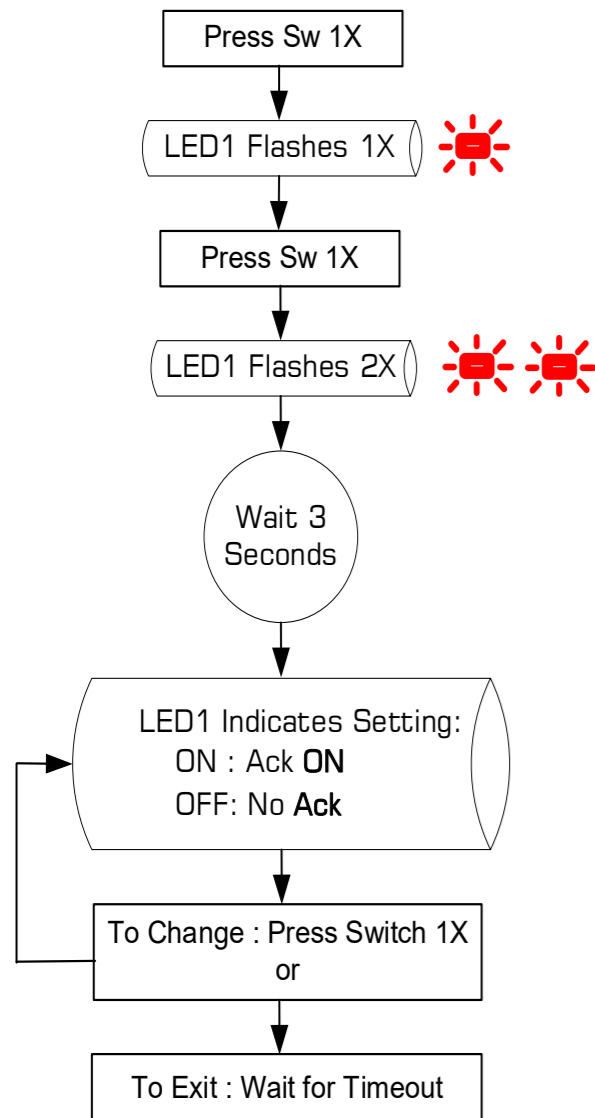 Press Sw 1X
LED1 Flashes 1X
Press Sw 1X
LED1 Flashes 2X
Wait 3
Seconds
LED1 Indicates Setting:
ON : Ack ON
OFF: No Ack
To Change : Press Switch 1X
or
To Exit : Wait for Timeout